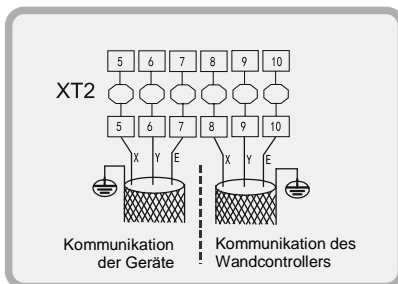 5 6 7 8 9 10
XT2
5 6 7 8 9 10
X Y E X Y E
Kommunikation der Geräte
Kommunikation des Wandcontrollers